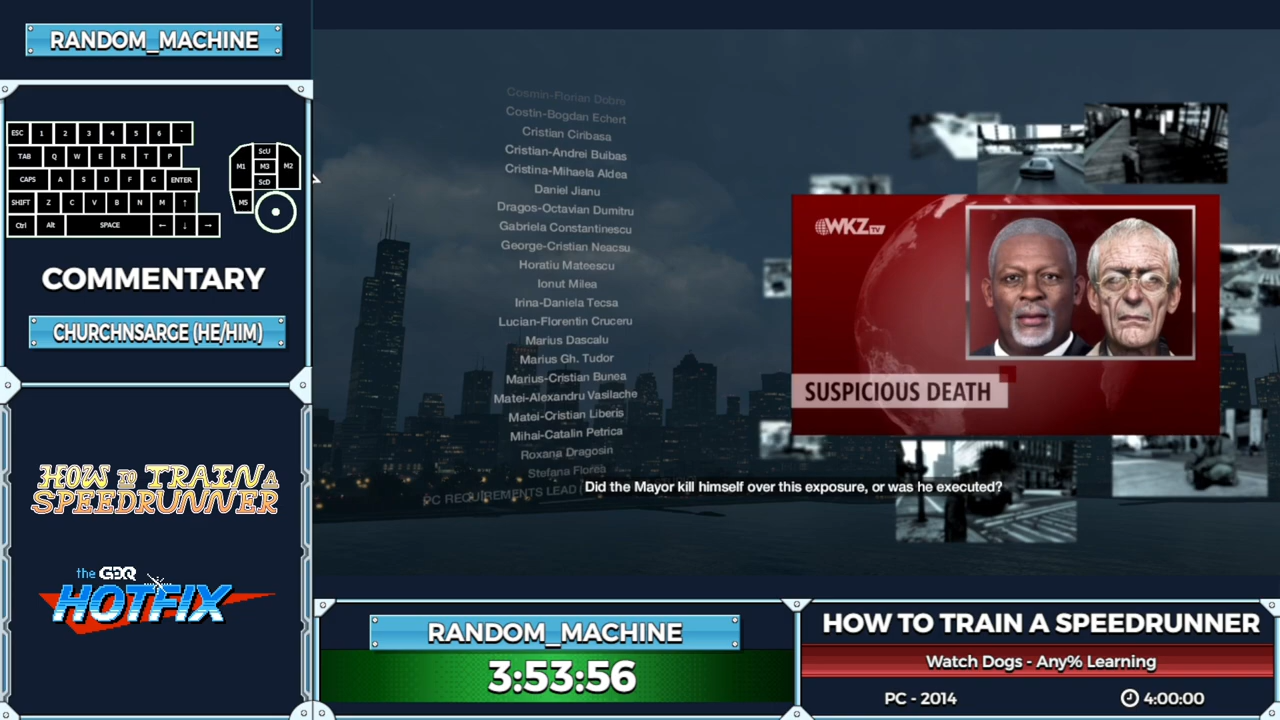 RANDOM_MACHINE
ESC 1 2 3 4 5 6 *
TAB Q W E R T P
CAPS A S D F G ENTER
SHIFT Z C V B N M ↑
Ctrl Alt SPACE ← ↓ →
M1 ScU M3 ScD M2 M5
COMMENTARY
CHURCHNSARGE (HE/HIM)
HOW TO TRAIN A
SPEEDRUNNER
the GDQ
HOTFIX
Cosmin-Florian Dobre
Costin-Bogdan Echert
Cristian Ciribasa
Cristian-Andrei Buibas
Cristina-Mihaela Aldea
Daniel Jianu
Dragos-Octavian Dumitru
Gabriela Constantinescu
George-Cristian Neacsu
Horatiu Mateescu
Ionut Milea
Irina-Daniela Tecsa
Lucian-Florentin Cruceru
Marius Dascalu
Marius Gh. Tudor
Marius-Cristian Bunea
Matei-Alexandru Vasilache
Matei-Cristian Liberis
Mihai-Catalin Petrica
Roxana Dragosin
Stefana Florea
PC REQUIREMENTS LEAD
WKZ TV
SUSPICIOUS DEATH
Did the Mayor kill himself over this exposure, or was he executed?
RANDOM_MACHINE
3:53:56
HOW TO TRAIN A SPEEDRUNNER
Watch Dogs - Any% Learning
PC - 2014 4:00:00